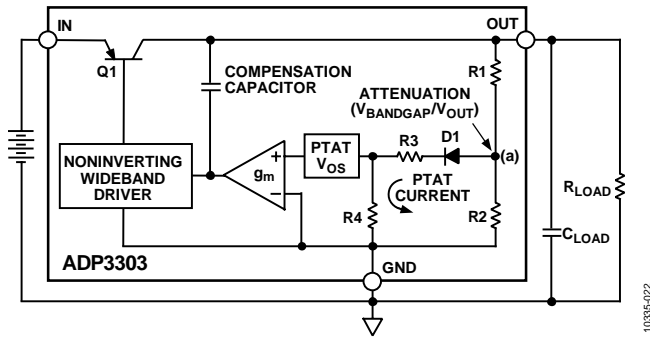 IN
OUT
Q1
COMPENSATION
CAPACITOR
R1
ATTENUATION
(VBANDGAP/VOUT)
NONINVERTING
WIDEBAND
DRIVER
gm
+
−
PTAT
VOS
R3
D1
(a)
PTAT
CURRENT
R4
R2
RLOAD
CLOAD
ADP3303
GND
10335-022